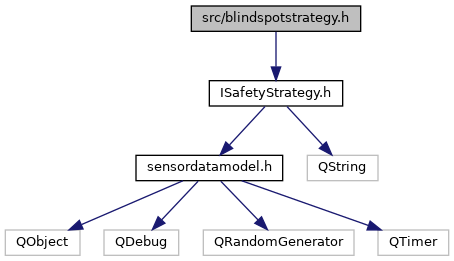 src/blindspotstrategy.h
ISafetyStrategy.h
sensordatamodel.h
QString
QObject
QDebug
QRandomGenerator
QTimer